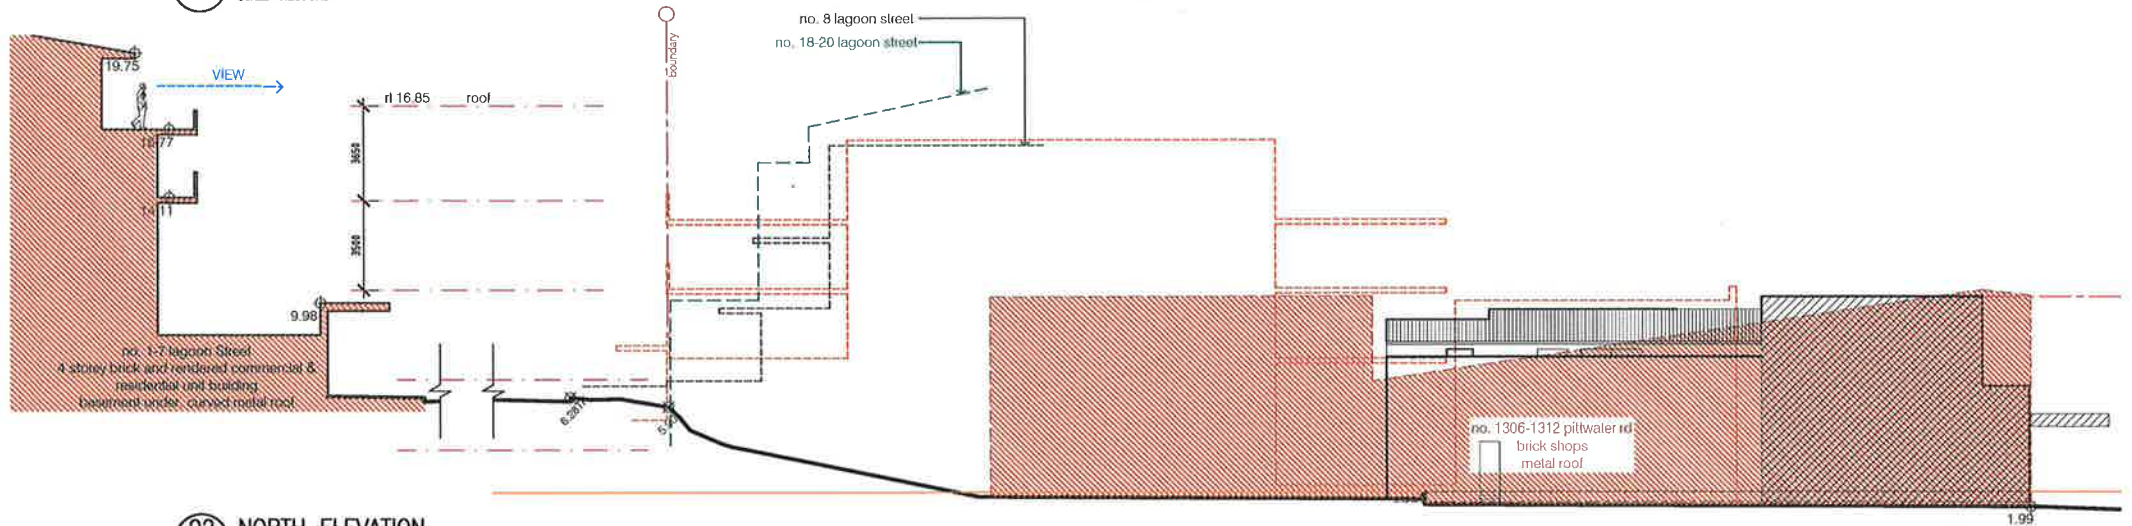 no. 8 lagoon street
no. 18-20 lagoon street
boundary
19.75
VIEW
rl 16.85 roof
3650
14.11
3500
9.98
no. 1-7 lagoon Street
4 storey brick and rendered commercial &
residential unit building
basement under, curved metal roof
no. 1306-1312 pittwater rd
brick shops
metal roof
1.99
NORTH ELEVATION